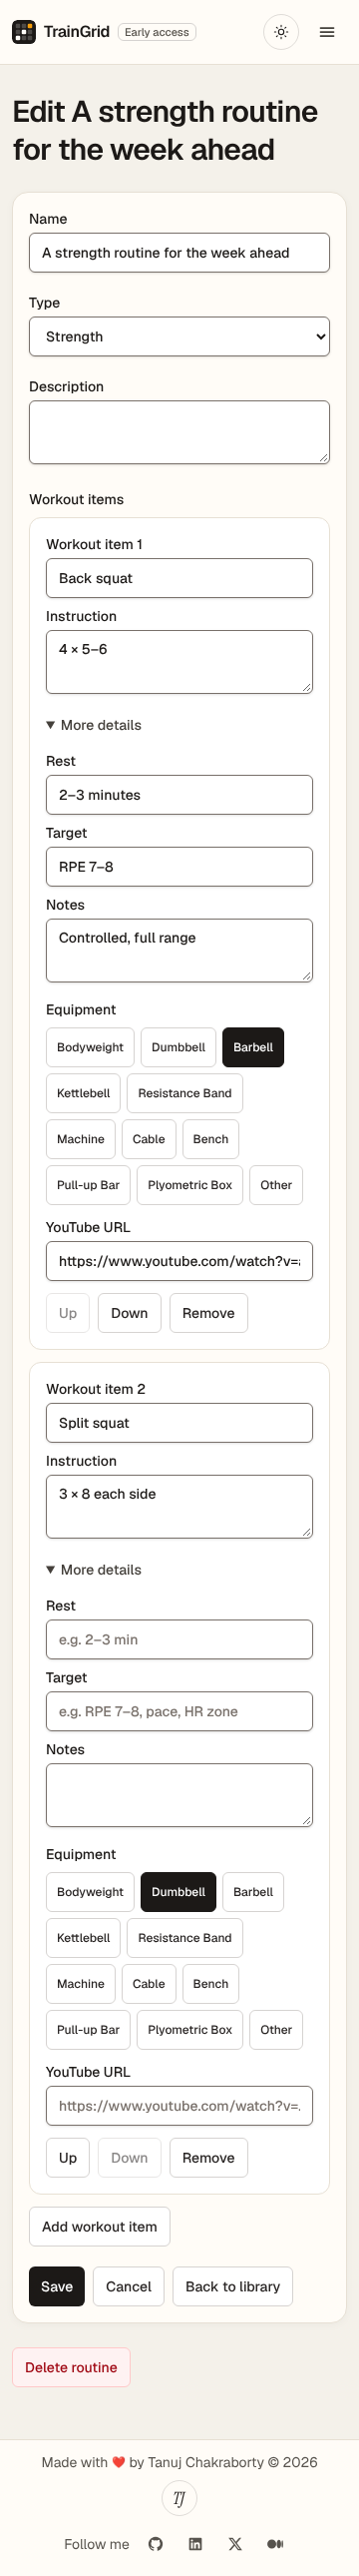 TrainGrid Early access
Edit A strength routine
for the week ahead
Name
A strength routine for the week ahead
Type
Strength
Description
Workout items
Workout item 1
Back squat
Instruction
4 × 5–6
▼ More details
Rest
2–3 minutes
Target
RPE 7–8
Notes
Controlled, full range
Equipment
Bodyweight Dumbbell Barbell
Kettlebell Resistance Band
Machine Cable Bench
Pull-up Bar Plyometric Box Other
YouTube URL
https://www.youtube.com/watch?v=
Up Down Remove
Workout item 2
Split squat
Instruction
3 × 8 each side
▼ More details
Rest
e.g. 2–3 min
Target
e.g. RPE 7–8, pace, HR zone
Notes
Equipment
Bodyweight Dumbbell Barbell
Kettlebell Resistance Band
Machine Cable Bench
Pull-up Bar Plyometric Box Other
YouTube URL
https://www.youtube.com/watch?v=..
Up Down Remove
Add workout item
Save Cancel Back to library
Delete routine
Made with ❤️ by Tanuj Chakraborty © 2026
TJ
Follow me